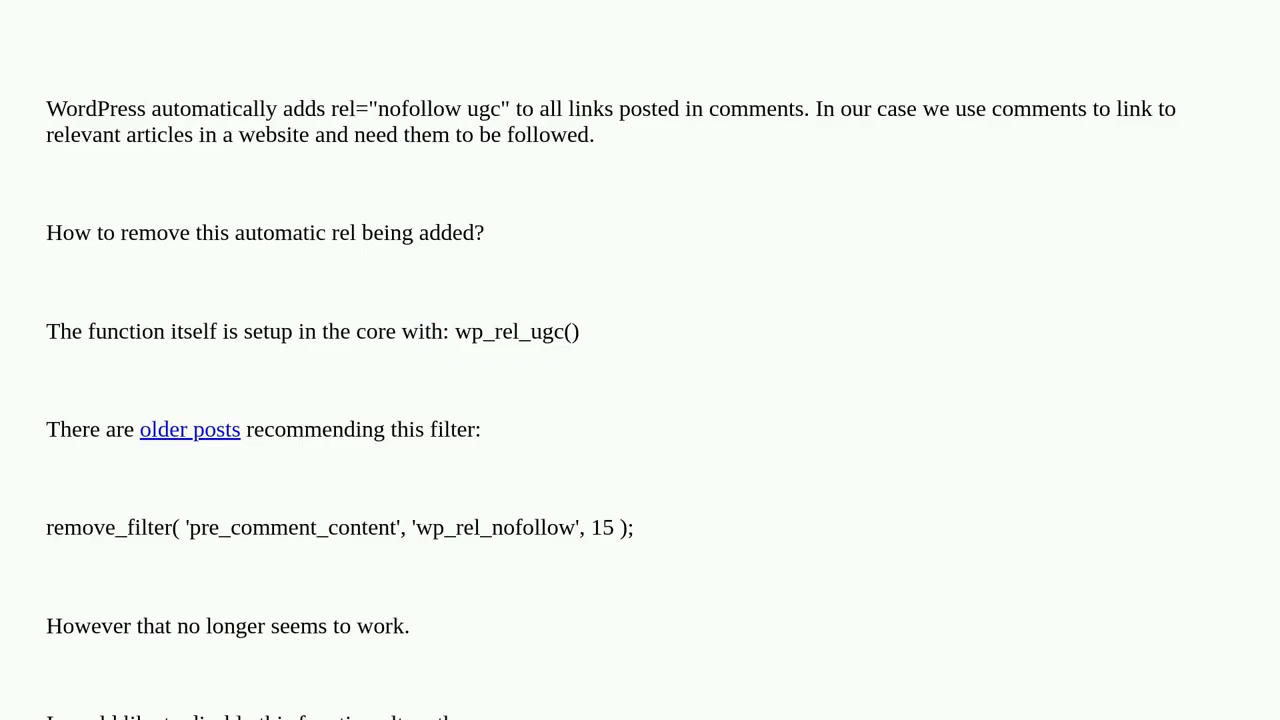 WordPress automatically adds rel="nofollow ugc" to all links posted in comments. In our case we use comments to link to
relevant articles in a website and need them to be followed.
How to remove this automatic rel being added?
The function itself is setup in the core with: wp_rel_ugc()
There are older posts recommending this filter:
remove_filter( 'pre_comment_content', 'wp_rel_nofollow', 15 );
However that no longer seems to work.